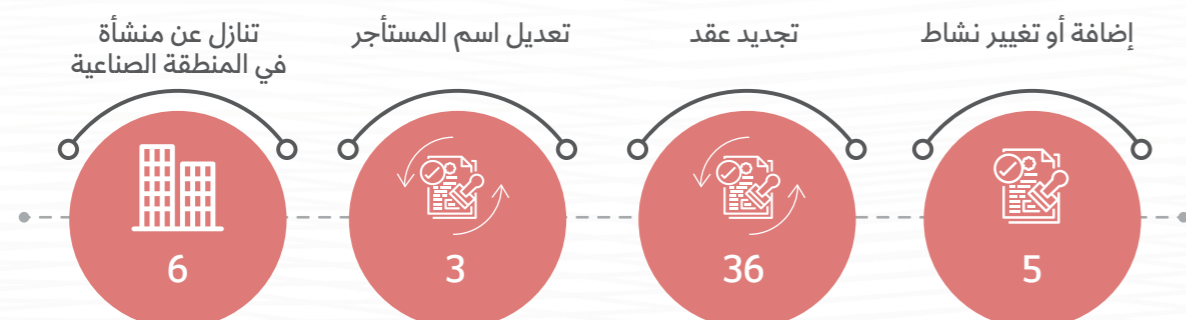 إضافة أو تغيير نشاط
5
تجديد عقد
36
تعديل اسم المستأجر
3
تنازل عن منشأة
في المنطقة الصناعية
6